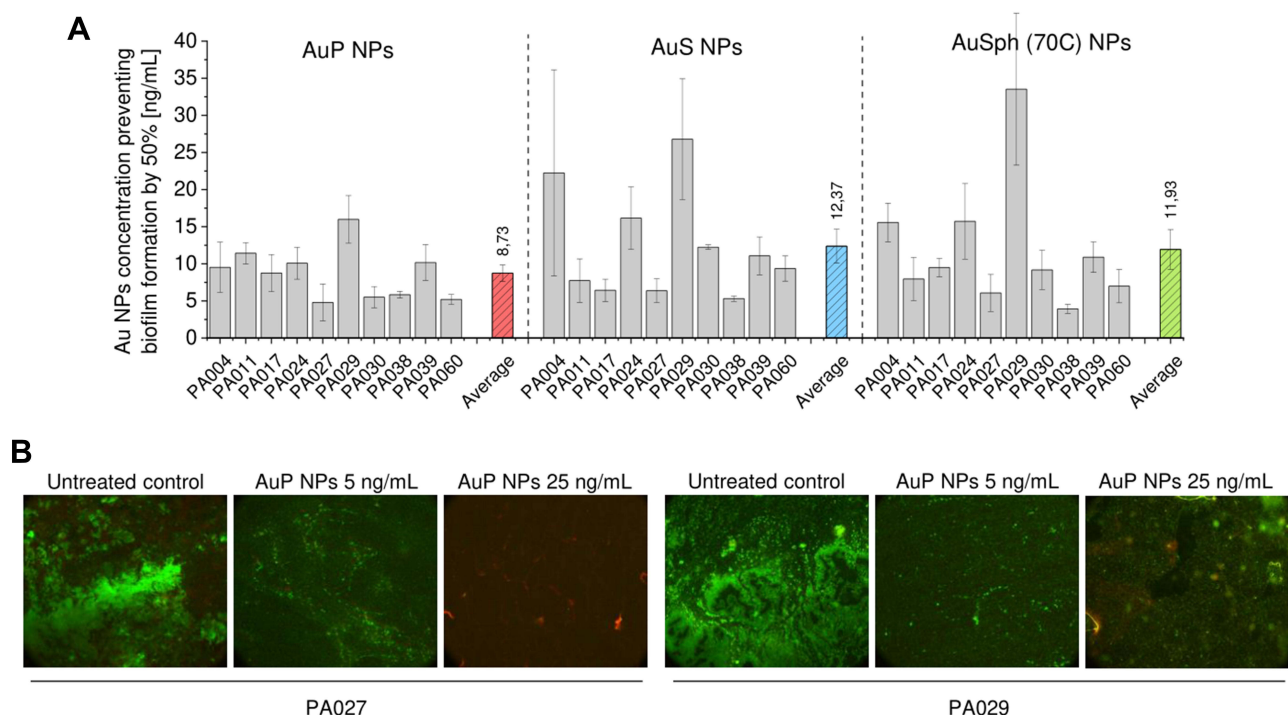 A
Au NPs concentration preventing
biofilm formation by 50% [ng/mL]
40
35
30
25
20
15
10
5
0
AuP NPs
AuS NPs
AuSph (70C) NPs
8,73
12,37
11,93
PA004
PA011
PA017
PA024
PA027
PA029
PA030
PA038
PA039
PA060
Average
PA004
PA011
PA017
PA024
PA027
PA029
PA030
PA038
PA039
PA060
Average
PA004
PA011
PA017
PA024
PA027
PA029
PA030
PA038
PA039
PA060
Average
B
Untreated control
AuP NPs 5 ng/mL
AuP NPs 25 ng/mL
Untreated control
AuP NPs 5 ng/mL
AuP NPs 25 ng/mL
PA027
PA029